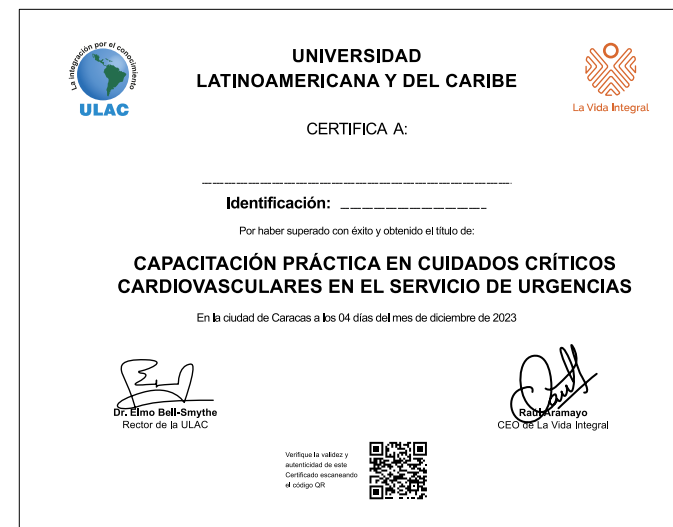 La integración por el conocimiento
ULAC
UNIVERSIDAD
LATINOAMERICANA Y DEL CARIBE
La Vida Integral
CERTIFICA A:
Identificación:
Por haber superado con éxito y obtenido el título de:
CAPACITACIÓN PRÁCTICA EN CUIDADOS CRÍTICOS
CARDIOVASCULARES EN EL SERVICIO DE URGENCIAS
En la ciudad de Caracas a los 04 días del mes de diciembre de 2023
Dr. Elmo Bell-Smythe
Rector de la ULAC
Raúl Aramayo
CEO de La Vida Integral
Verifique la validez y
autenticidad de este
Certificado escaneando
el código QR